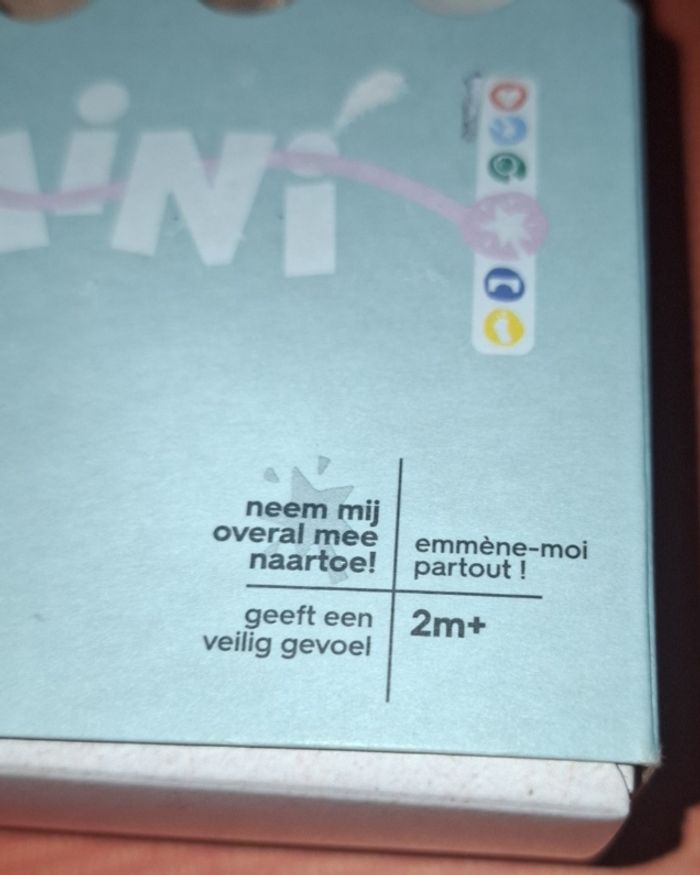 neem mij
overal mee
naartoe!
emmène-moi
partout !
geeft een
veilig gevoel
2m+